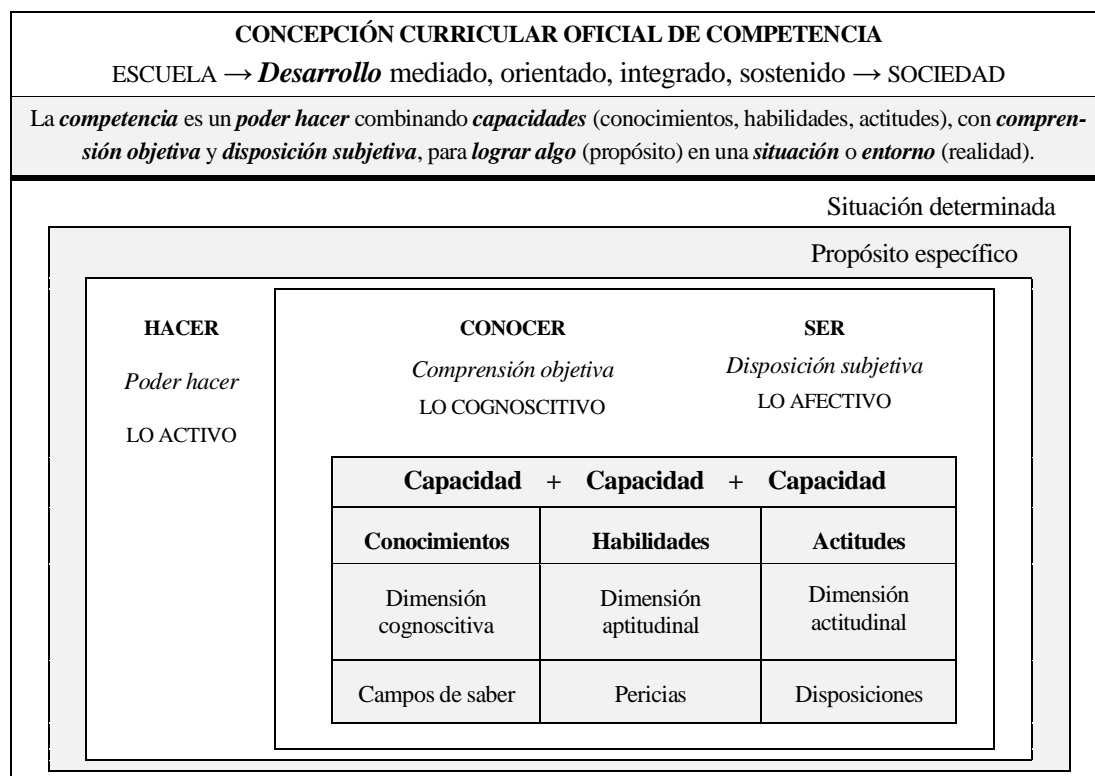 CONCEPCIÓN CURRICULAR OFICIAL DE COMPETENCIA
ESCUELA → Desarrollo mediado, orientado, integrado, sostenido → SOCIEDAD
La competencia es un poder hacer combinando capacidades (conocimientos, habilidades, actitudes), con compren-
sión objetiva y disposición subjetiva, para lograr algo (propósito) en una situación o entorno (realidad).
Situación determinada
Propósito específico
HACER
Poder hacer
LO ACTIVO
CONOCER
Comprensión objetiva
LO COGNOSCITIVO
SER
Disposición subjetiva
LO AFECTIVO
Capacidad + Capacidad + Capacidad
Conocimientos Habilidades Actitudes
Dimensión
cognoscitiva
Dimensión
aptitudinal
Dimensión
actitudinal
Campos de saber Pericias Disposiciones